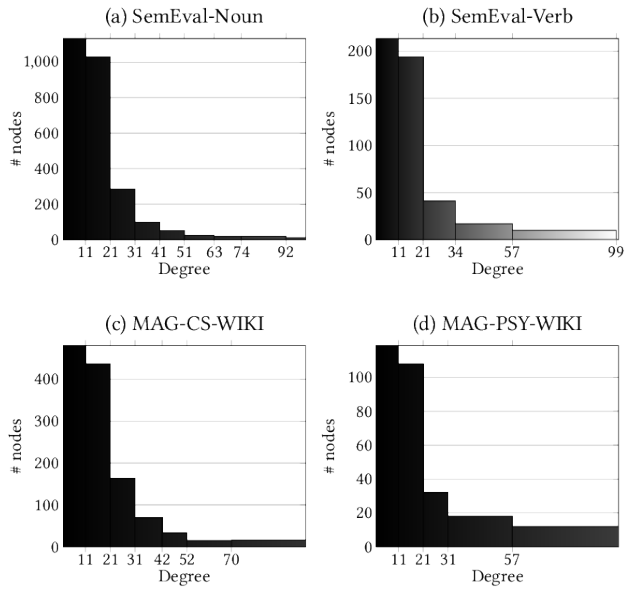 (a) SemEval-Noun
1,000
800
600
400
200
0
# nodes
11 21 31 41 51 63 74 92
Degree
(b) SemEval-Verb
200
150
100
50
0
# nodes
11 21 34 57 99
Degree
(c) MAG-CS-WIKI
400
300
200
100
0
# nodes
11 21 31 42 52 70
Degree
(d) MAG-PSY-WIKI
100
80
60
40
20
0
# nodes
11 21 31 57
Degree